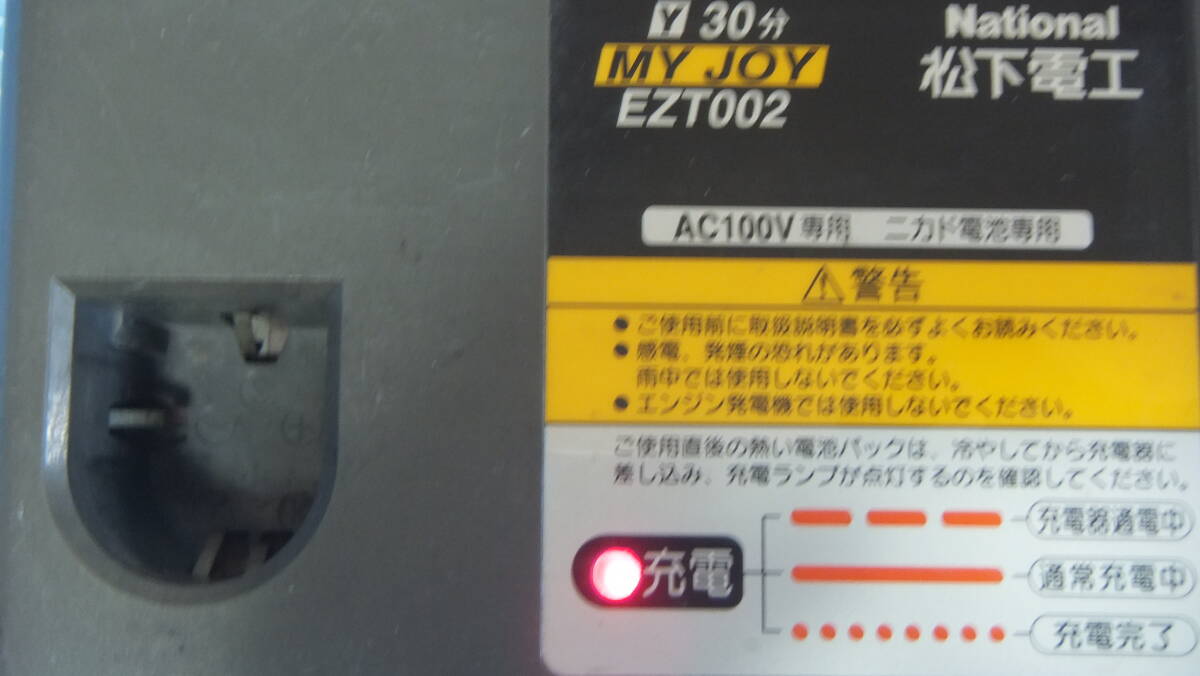 Y 30分
MY JOY
EZT002
National
松下電工
AC100V専用 ニカド電池専用
警告
● ご使用前に取扱説明書を必ずよくお読みください。
● 感電、発煙の恐れがあります。
雨中では使用しないでください。
● エンジン発電機では使用しないでください。
ご使用直後の熱い電池パックは、冷やしてから充電器に
差し込み、充電ランプが点灯するのを確認してください。
充電
充電器通電中
通常充電中
充電完了